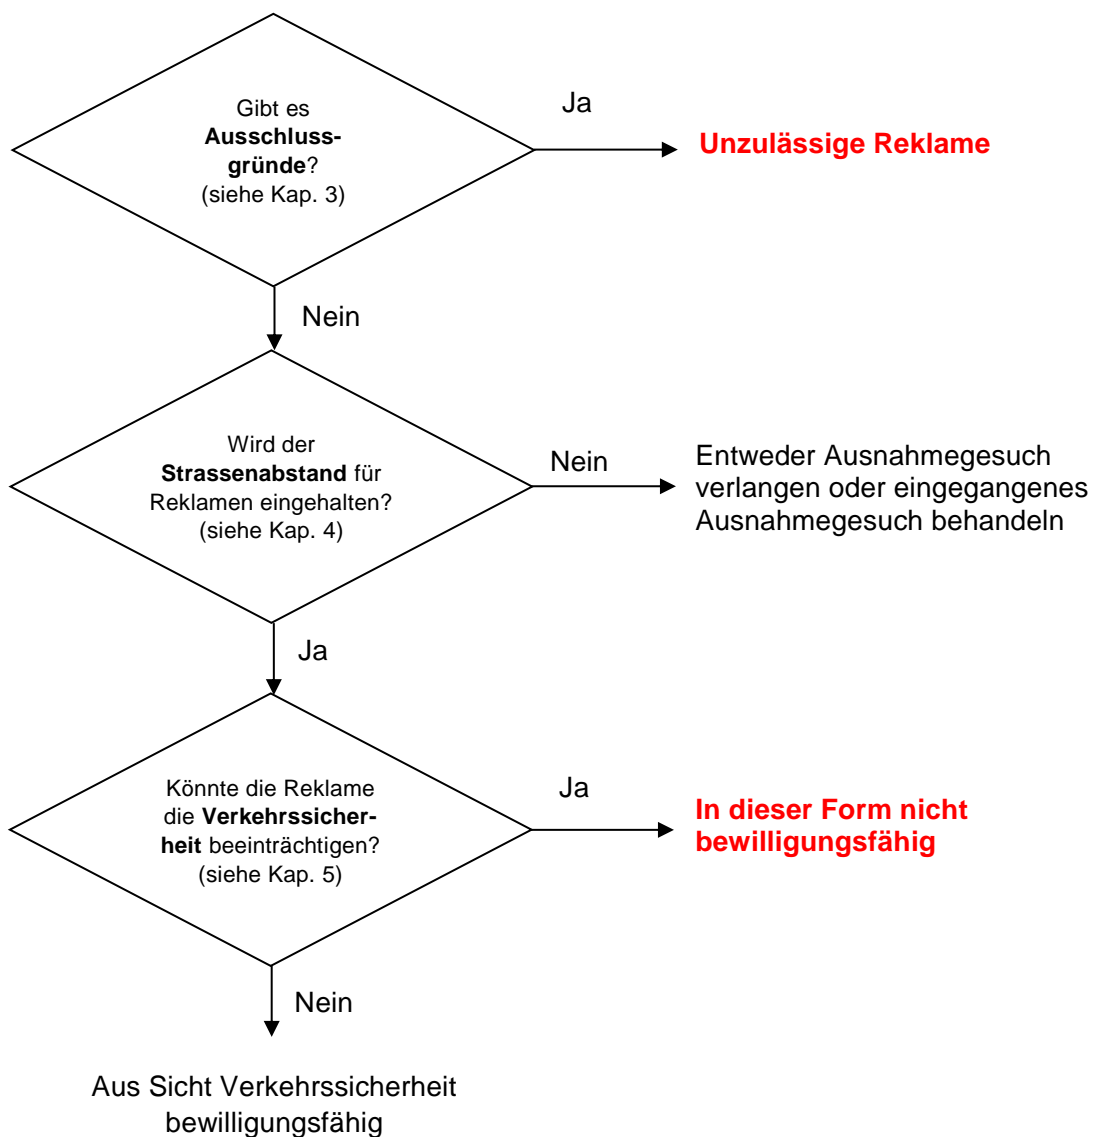 Gibt es
Ausschluss-
gründe?
(siehe Kap. 3)
Ja
Unzulässige Reklame
Nein
Wird der
Strassenabstand für
Reklamen eingehalten?
(siehe Kap. 4)
Nein
Entweder Ausnahmegesuch
verlangen oder eingegangenes
Ausnahmegesuch behandeln
Ja
Könnte die Reklame
die Verkehrssicher-
heit beeinträchtigen?
(siehe Kap. 5)
Ja
In dieser Form nicht
bewilligungsfähig
Nein
Aus Sicht Verkehrssicherheit
bewilligungsfähig